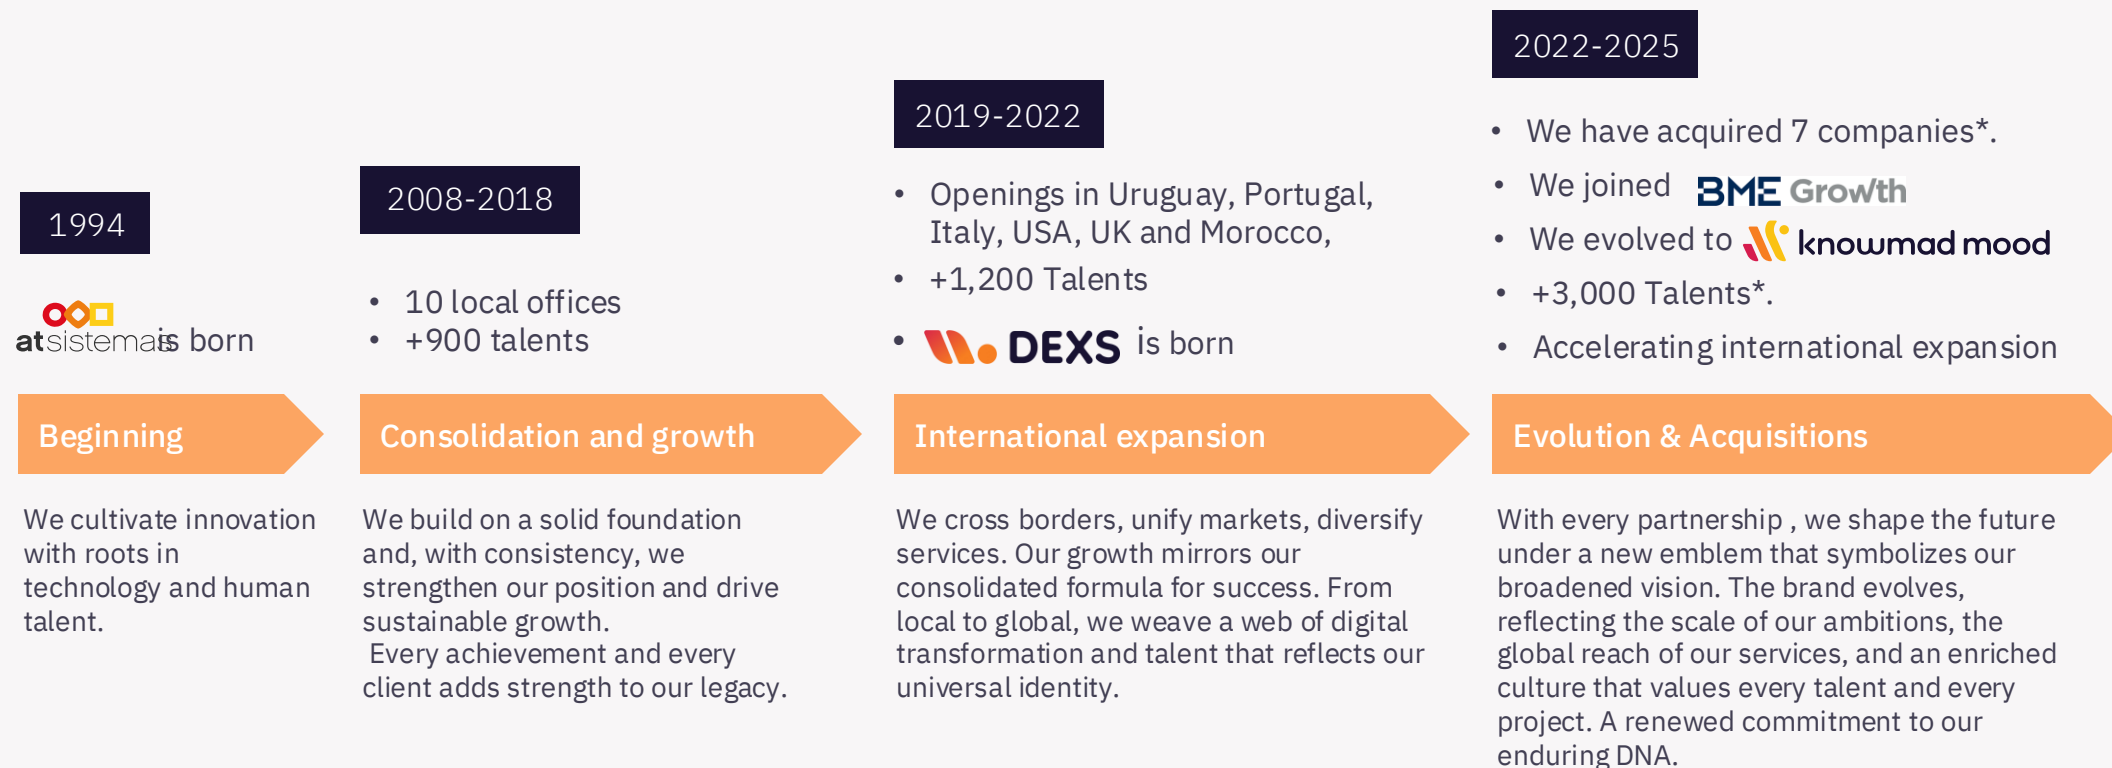 1994
atsistemas is born
Beginning
We cultivate innovation
with roots in
technology and human
talent.
2008-2018
• 10 local offices
• +900 talents
Consolidation and growth
We build on a solid foundation
and, with consistency, we
strengthen our position and drive
sustainable growth.
Every achievement and every
client adds strength to our legacy.
2019-2022
• Openings in Uruguay, Portugal,
Italy, USA, UK and Morocco,
• +1,200 Talents
• DEXS is born
International expansion
We cross borders, unify markets, diversify
services. Our growth mirrors our
consolidated formula for success. From
local to global, we weave a web of digital
transformation and talent that reflects our
universal identity.
2022-2025
• We have acquired 7 companies*.
• We joined BME Growth
• We evolved to knowmad mood
• +3,000 Talents*.
• Accelerating international expansion
Evolution & Acquisitions
With every partnership , we shape the future
under a new emblem that symbolizes our
broadened vision. The brand evolves,
reflecting the scale of our ambitions, the
global reach of our services, and an enriched
culture that values every talent and every
project. A renewed commitment to our
enduring DNA.